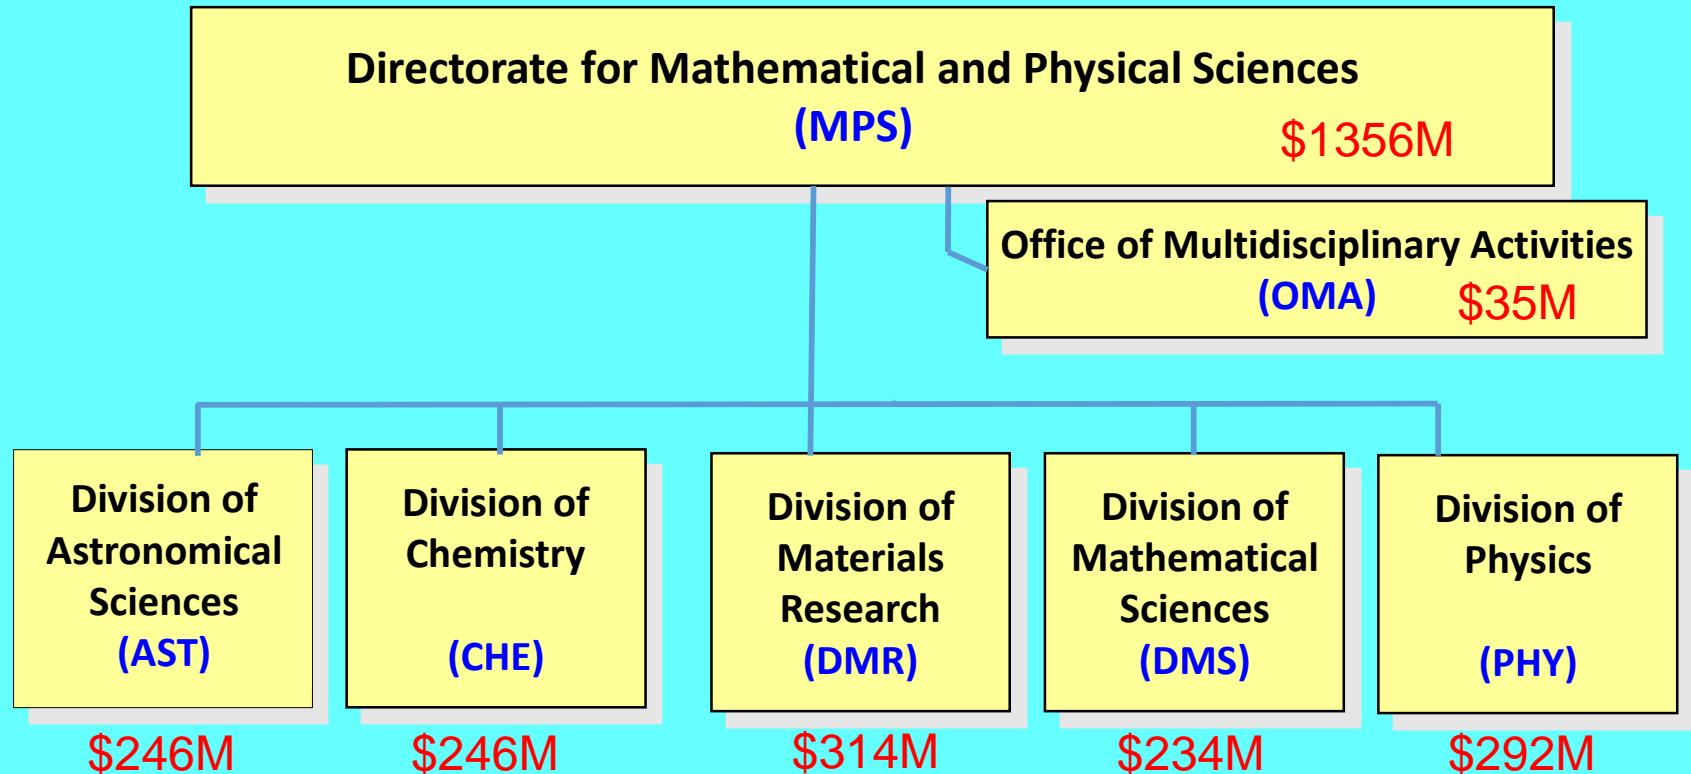 Directorate for Mathematical and Physical Sciences
(MPS)
$1356M
Office of Multidisciplinary Activities
(OMA)
$35M
Division of
Astronomical
Sciences
(AST)
$246M
Division of
Chemistry
(CHE)
$246M
Division of
Materials
Research
(DMR)
$314M
Division of
Mathematical
Sciences
(DMS)
$234M
Division of
Physics
(PHY)
$292M